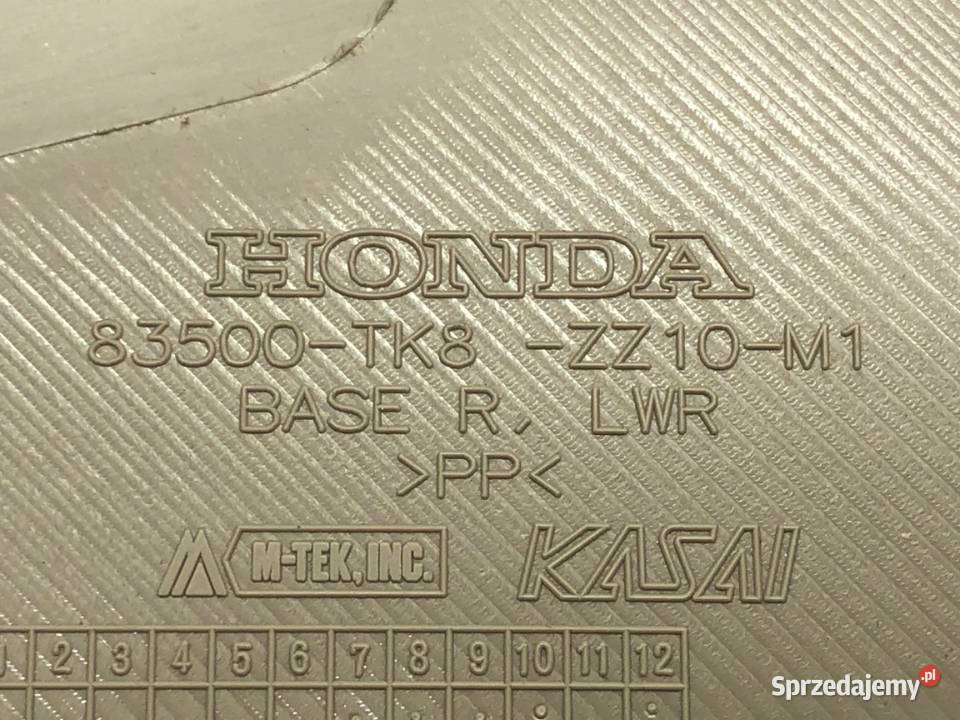 HONDA
83500-TK8 -ZZ10-M1
BASE R, LWR
>PP<
M-TEK, INC. KASAI
1 2 3 4 5 6 7 8 9 10 11 12
Sprzedajemy.pl